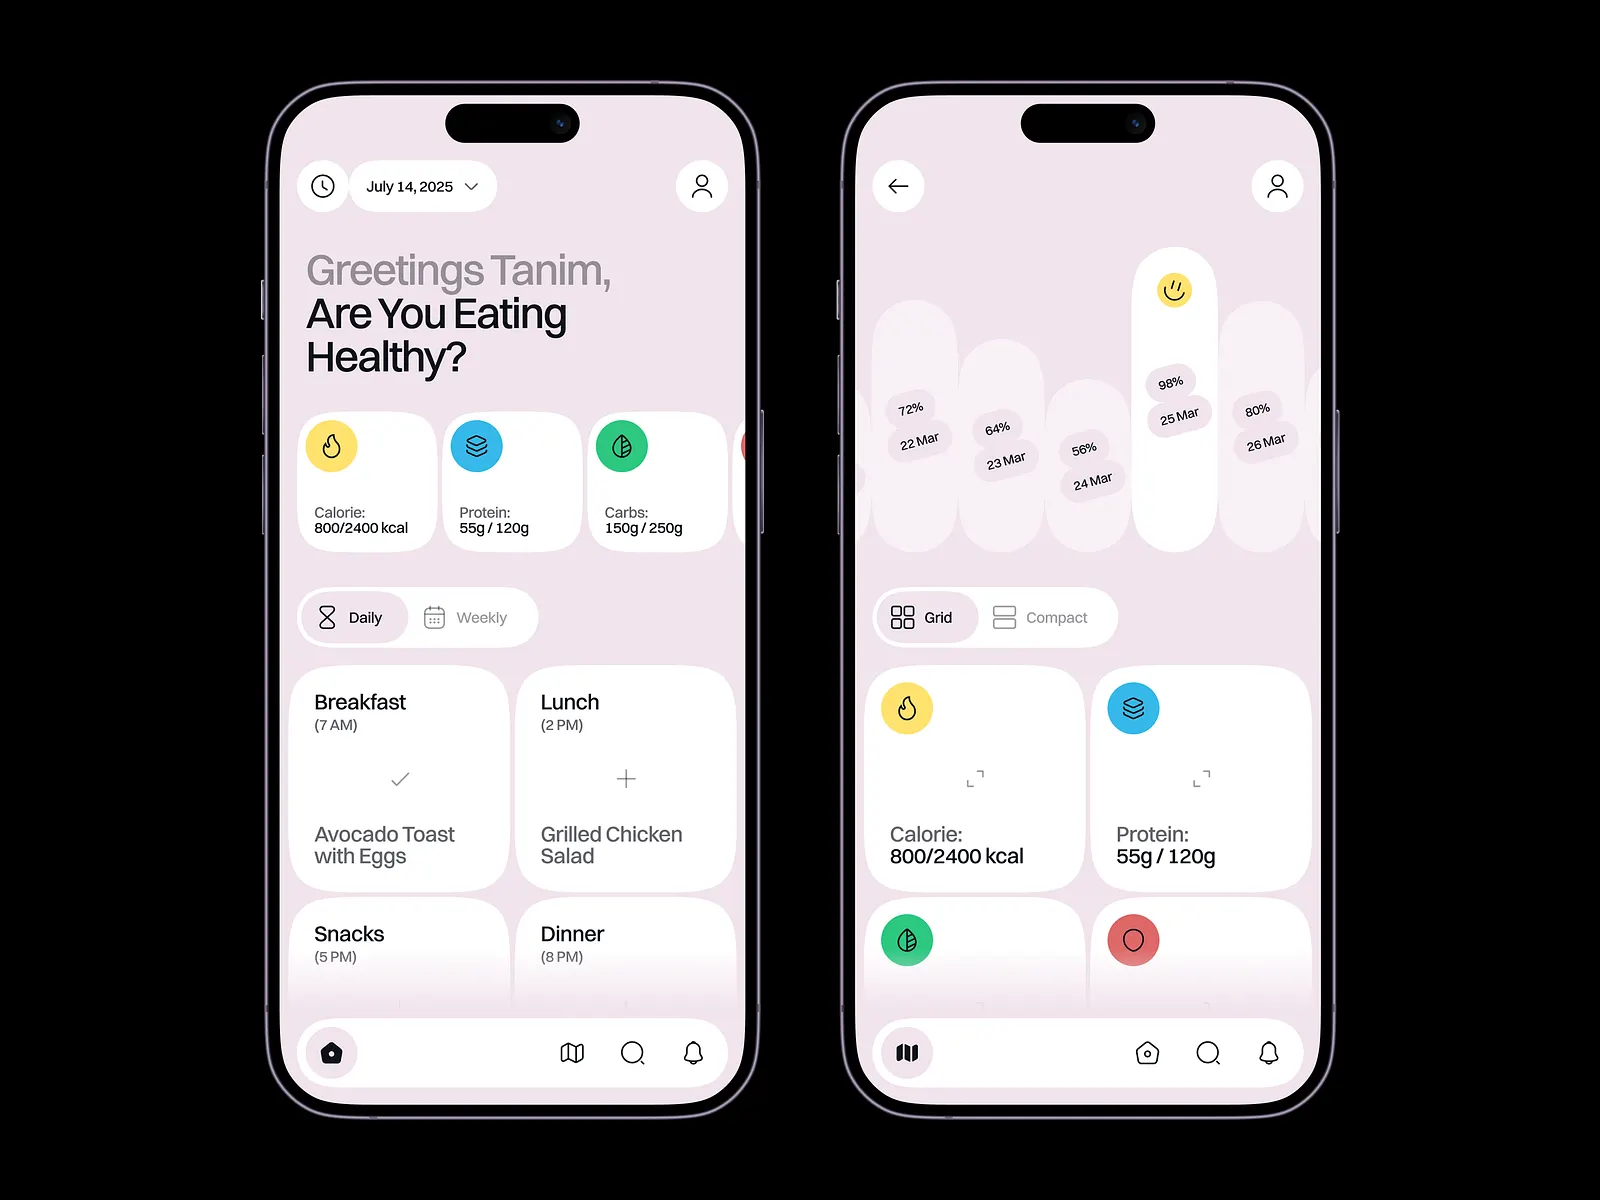 July 14, 2025
Greetings Tanim,
Are You Eating
Healthy?
Calorie:
800/2400 kcal
Protein:
55g / 120g
Carbs:
150g / 250g
Daily
Weekly
Breakfast
(7 AM)
Avocado Toast
with Eggs
Lunch
(2 PM)
Grilled Chicken
Salad
Snacks
(5 PM)
Dinner
(8 PM)
72%
22 Mar
64%
23 Mar
56%
24 Mar
98%
25 Mar
80%
26 Mar
Grid
Compact
Calorie:
800/2400 kcal
Protein:
55g / 120g